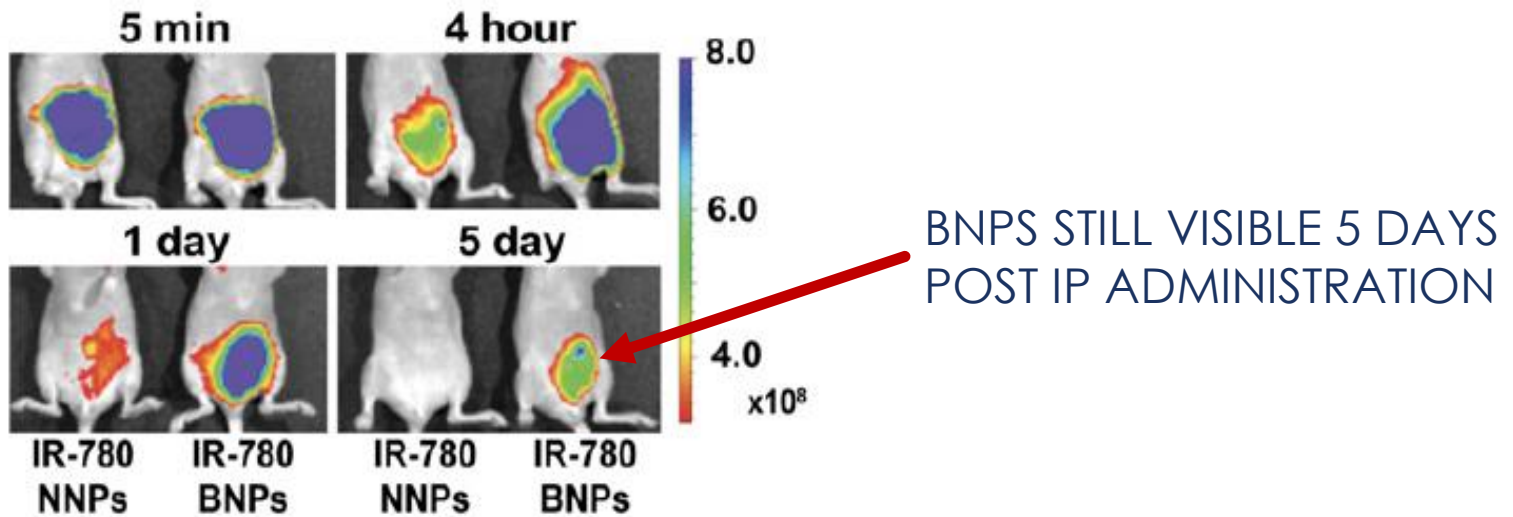 5 min
4 hour
8.0
6.0
1 day
5 day
BNPS STILL VISIBLE 5 DAYS
POST IP ADMINISTRATION
4.0
x10⁸
IR-780 IR-780 IR-780 IR-780
NNPs BNPs NNPs BNPs